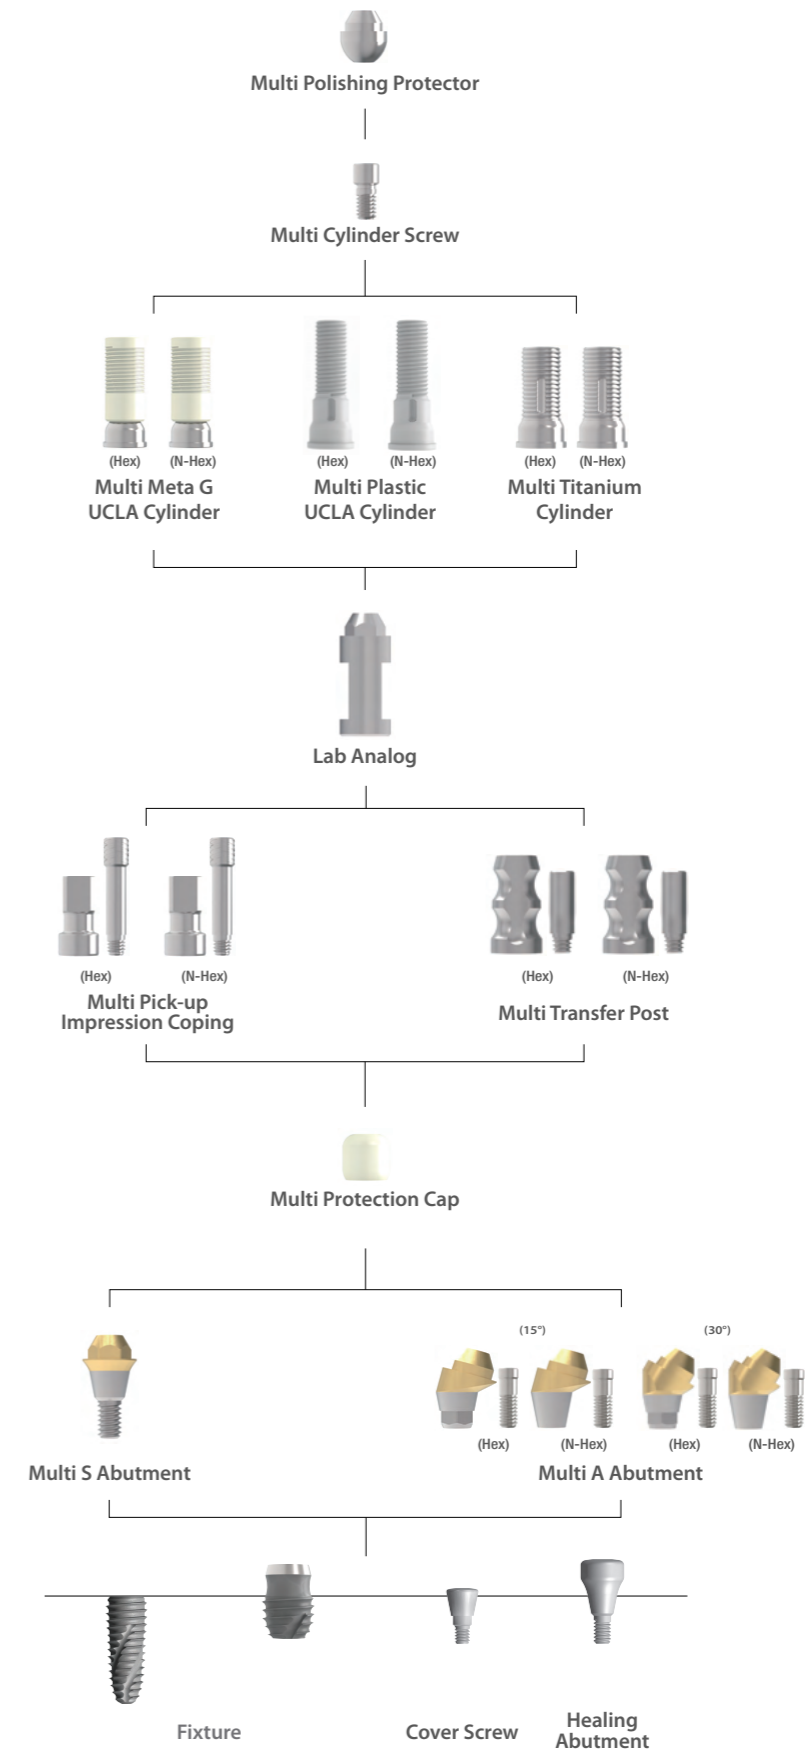 Multi Polishing Protector
Multi Cylinder Screw
(Hex) (N-Hex) (Hex) (N-Hex) (Hex) (N-Hex)
Multi Meta G
UCLA Cylinder
Multi Plastic
UCLA Cylinder
Multi Titanium
Cylinder
Lab Analog
(Hex) (N-Hex)
Multi Pick-up
Impression Coping
(Hex) (N-Hex)
Multi Transfer Post
Multi Protection Cap
(15°) (30°)
(Hex) (N-Hex) (Hex) (N-Hex)
Multi S Abutment
Multi A Abutment
Fixture
Cover Screw
Healing
Abutment